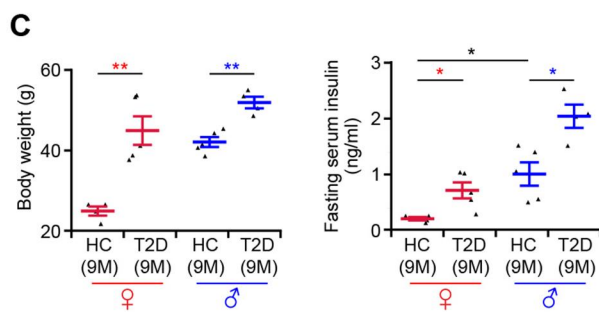 C
Body weight (g)
60
40
20
**
**
HC
(9M)
T2D
(9M)
HC
(9M)
T2D
(9M)
♀
♂
Fasting serum insulin
(ng/ml)
3
2
1
0
*
*
*
HC
(9M)
T2D
(9M)
HC
(9M)
T2D
(9M)
♀
♂